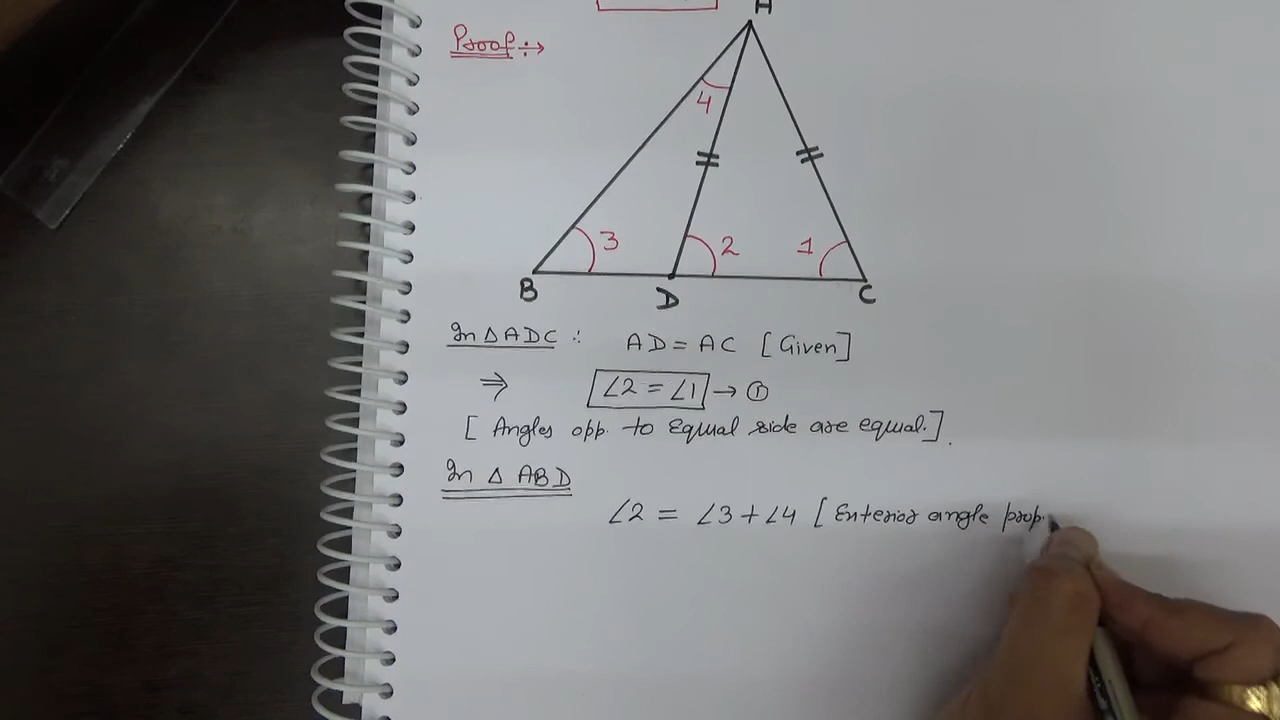 A
Proof :→
4
3
2
1
B
D
C
In △ADC : AD = AC [Given]
⇒ ∠2 = ∠1 → ①
[Angles opp. to Equal side are equal.].
In △ ABD
∠2 = ∠3 + ∠4 [Exterior angle prop.